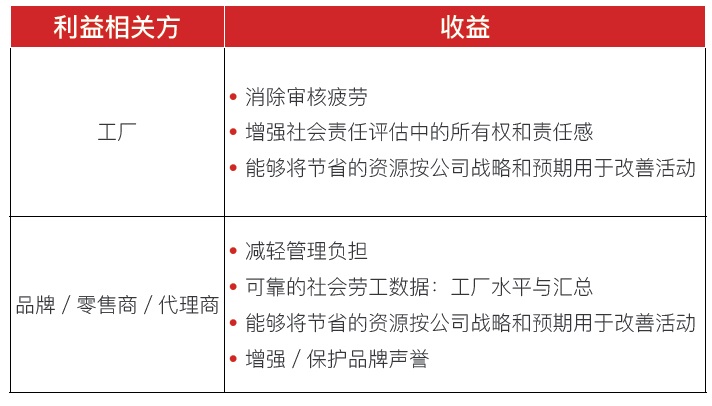 利益相关方
收益
工厂
• 消除审核疲劳
• 增强社会责任评估中的所有权和责任感
• 能够将节省的资源按公司战略和预期用于改善活动
品牌 / 零售商 / 代理商
• 减轻管理负担
• 可靠的社会劳工数据：工厂水平与汇总
• 能够将节省的资源按公司战略和预期用于改善活动
• 增强 / 保护品牌声誉